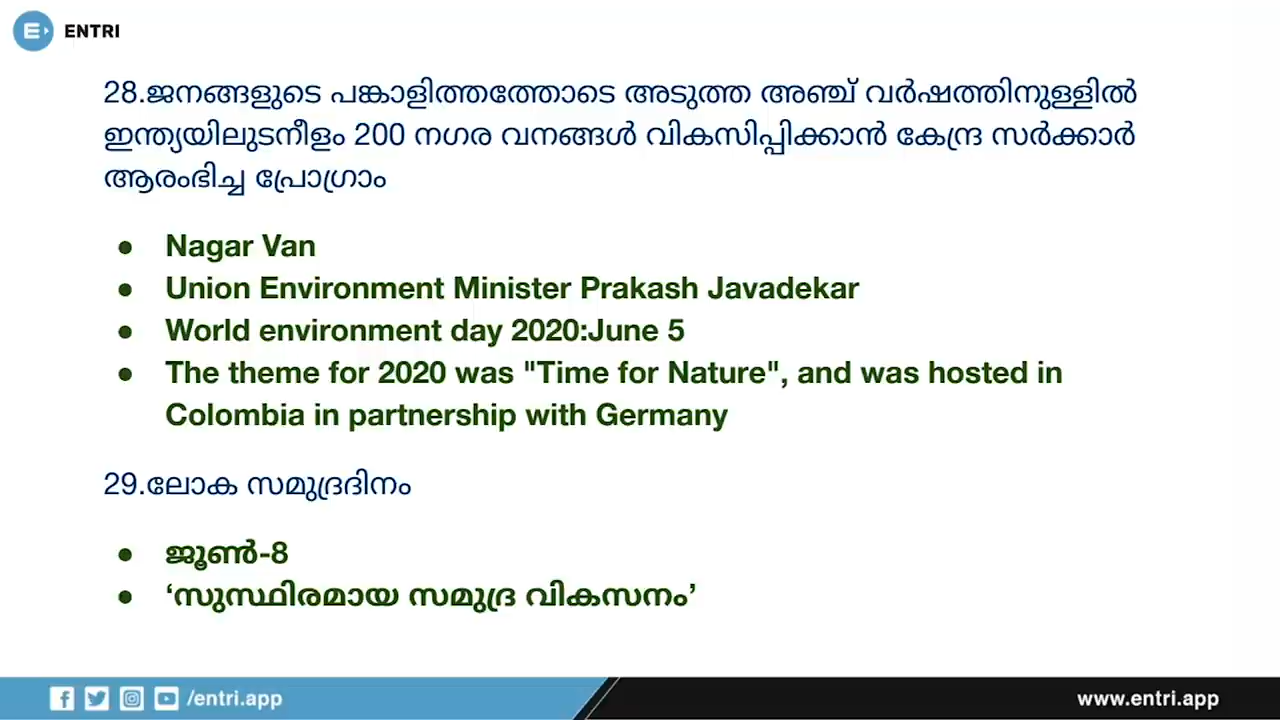 ENTRI
28.ജനങ്ങളുടെ പങ്കാളിത്തത്തോടെ അടുത്ത അഞ്ച് വർഷത്തിനുള്ളിൽ
ഇന്ത്യയിലുടനീളം 200 നഗര വനങ്ങൾ വികസിപ്പിക്കാൻ കേന്ദ്ര സർക്കാർ
ആരംഭിച്ച പ്രോഗ്രാം
● Nagar Van
● Union Environment Minister Prakash Javadekar
● World environment day 2020:June 5
● The theme for 2020 was "Time for Nature", and was hosted in
Colombia in partnership with Germany
29.ലോക സമുദ്രദിനം
● ജൂൺ-8
● ‘സുസ്ഥിരമായ സമുദ്ര വികസനം’
/entri.app
www.entri.app